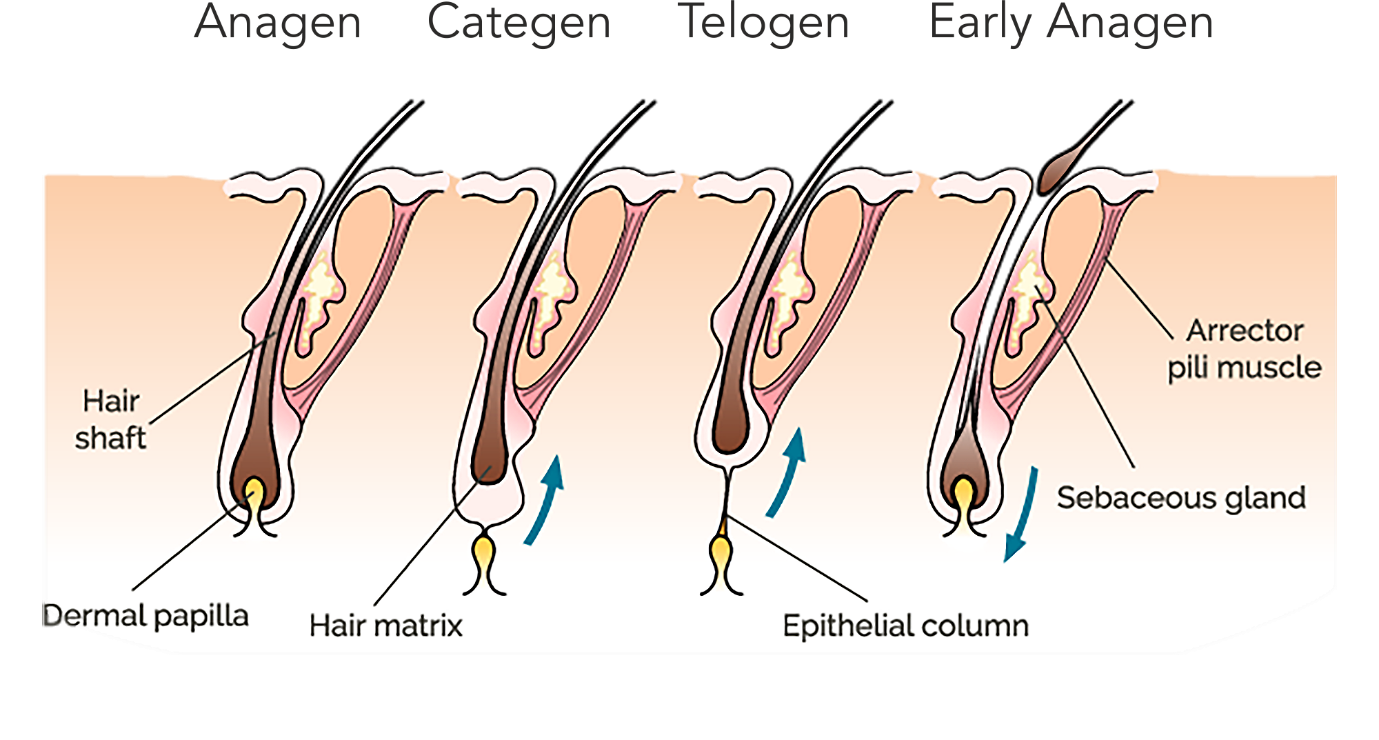 Anagen Categen Telogen Early Anagen
Arrector
pili muscle
Hair
shaft
Sebaceous gland
Dermal papilla
Hair matrix
Epithelial column